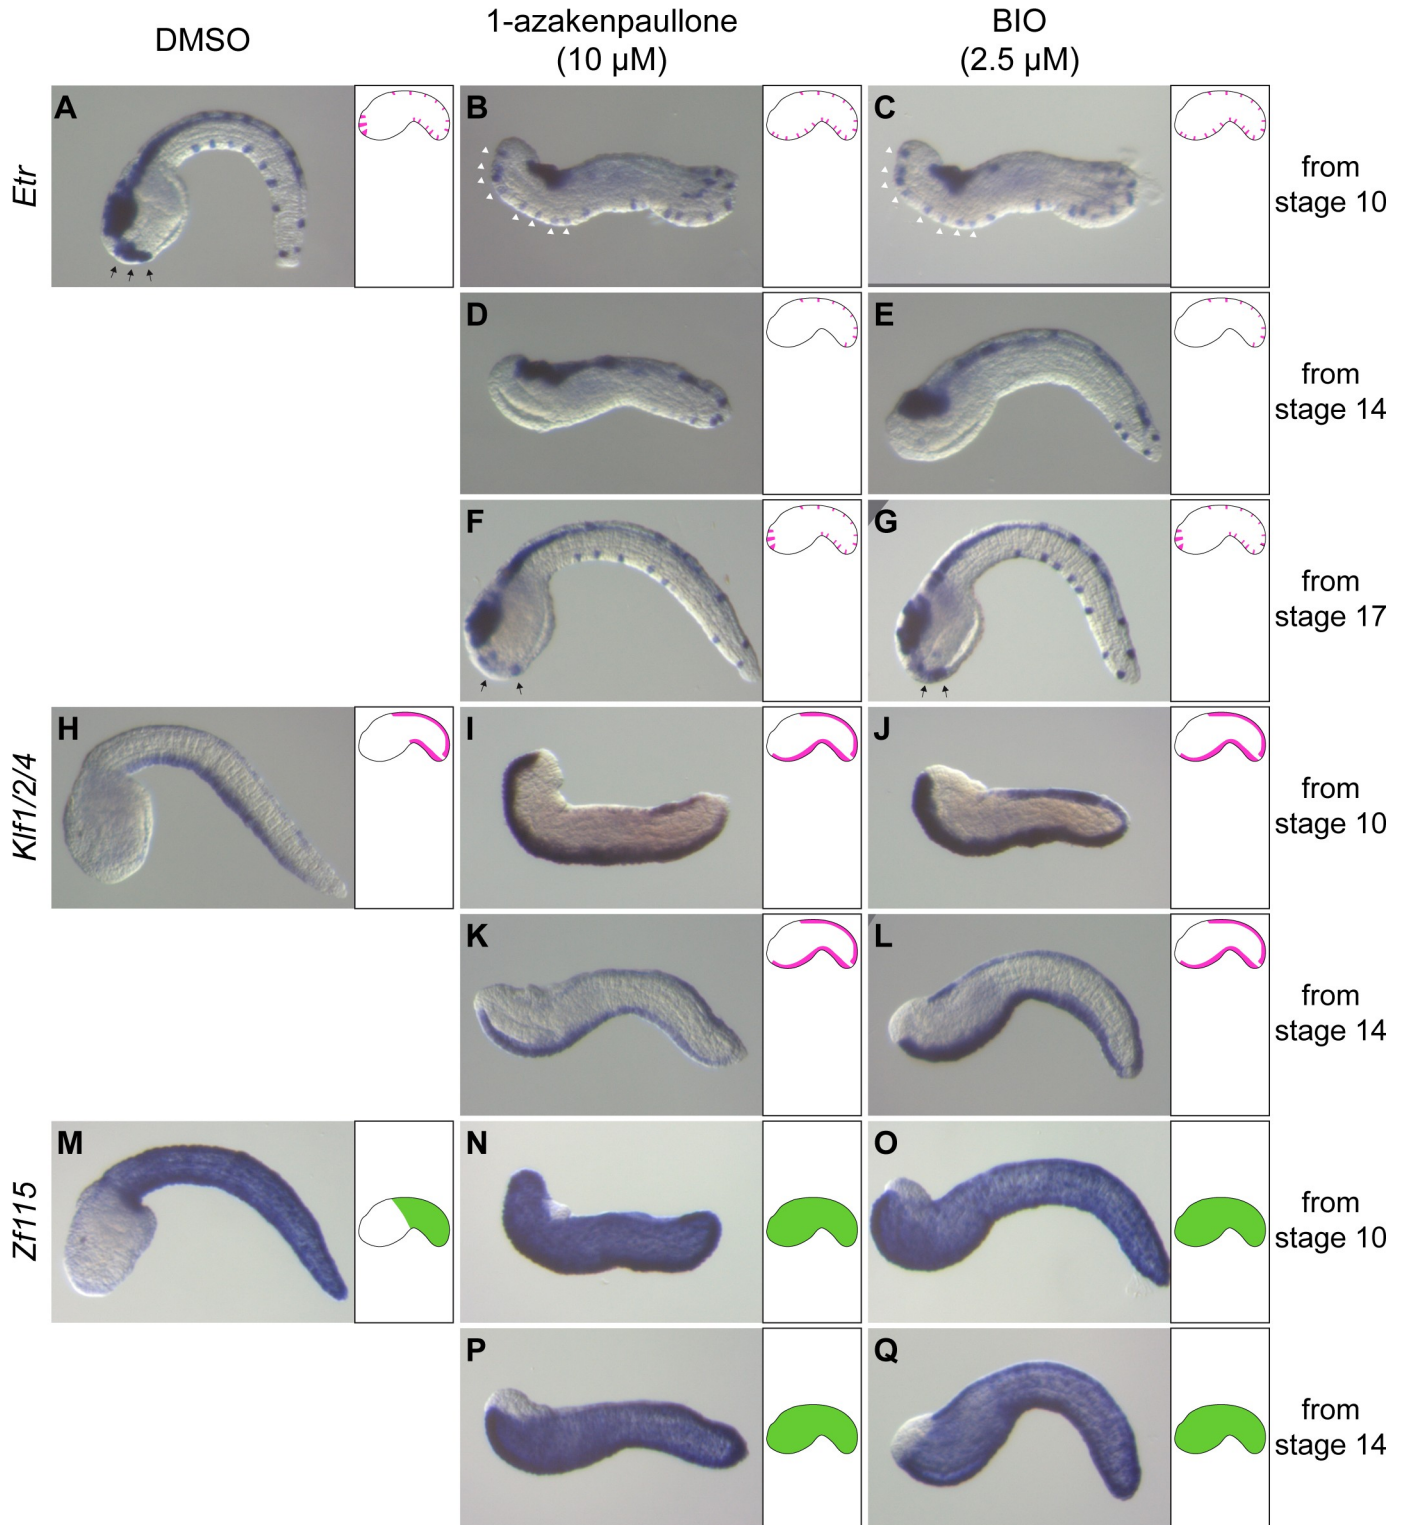 DMSO
1-azakenpaullone
(10 µM)
BIO
(2.5 µM)
Etr
A
B
C
from
stage 10
D
E
from
stage 14
F
G
from
stage 17
Klf1/2/4
H
I
J
from
stage 10
K
L
from
stage 14
Zf115
M
N
O
from
stage 10
P
Q
from
stage 14